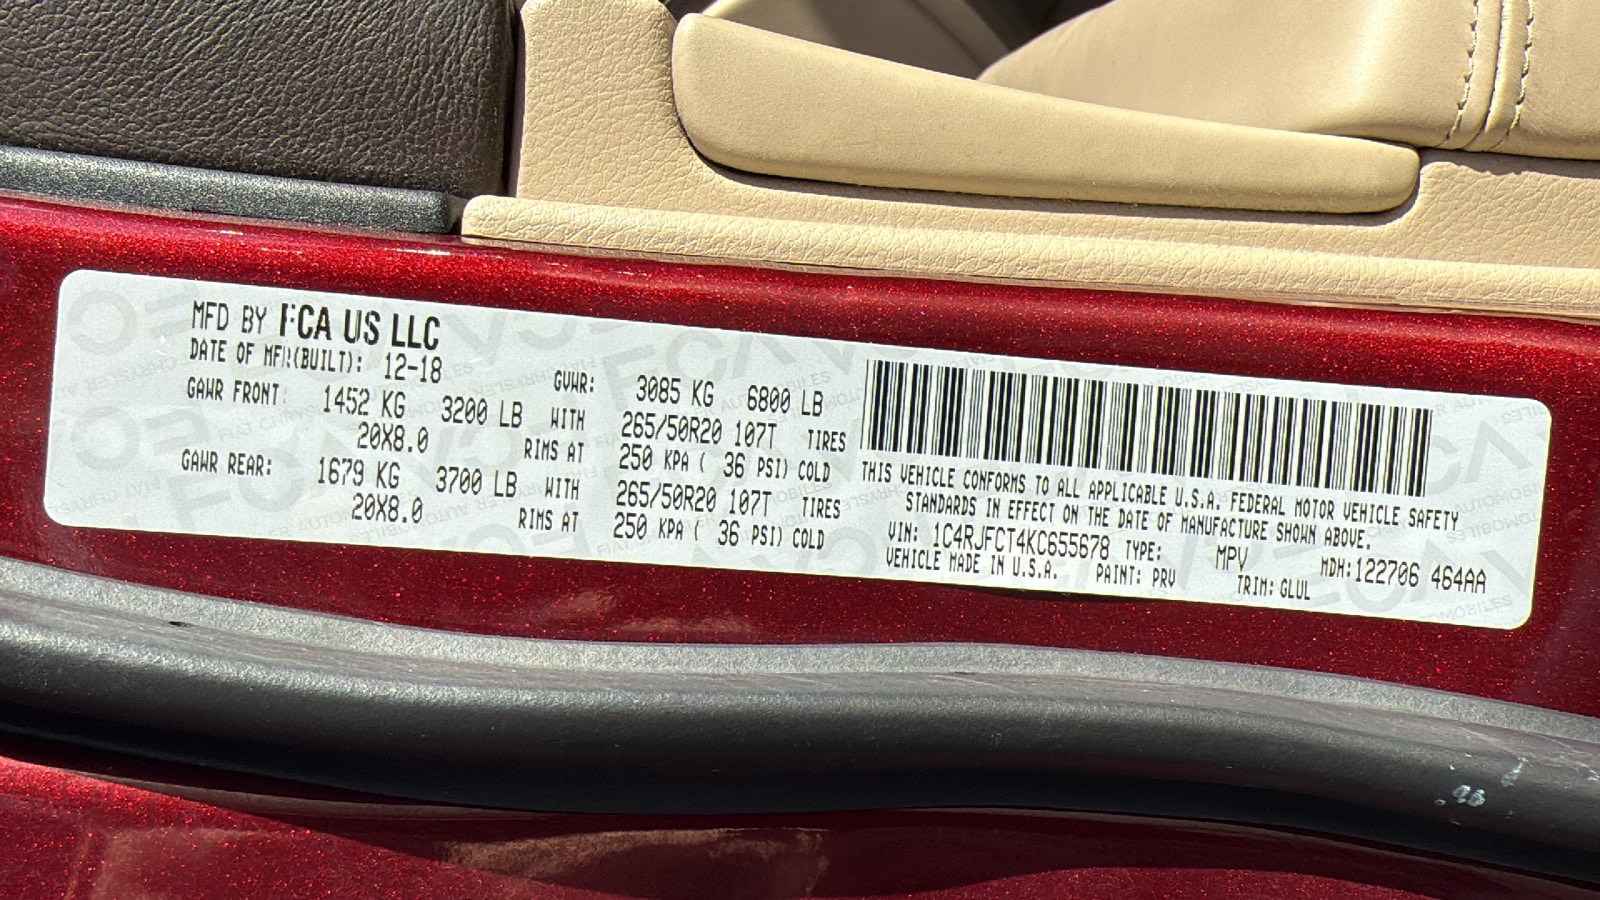 MFD BY FCA US LLC
DATE OF MFR(BUILT): 12-18 GVWR: 3085 KG 6800 LB
GAWR FRONT: 1452 KG 3200 LB WITH 265/50R20 107T TIRES
20X8.0 RIMS AT 250 KPA ( 36 PSI) COLD
GAWR REAR: 1679 KG 3700 LB WITH 265/50R20 107T TIRES
20X8.0 RIMS AT 250 KPA ( 36 PSI) COLD
THIS VEHICLE CONFORMS TO ALL APPLICABLE U.S.A. FEDERAL MOTOR VEHICLE SAFETY
STANDARDS IN EFFECT ON THE DATE OF MANUFACTURE SHOWN ABOVE.
VIN: 1C4RJFCT4KC655678 TYPE: MPV MDH:122706 464AA
VEHICLE MADE IN U.S.A. PAINT: PRV TRIM: GLUL